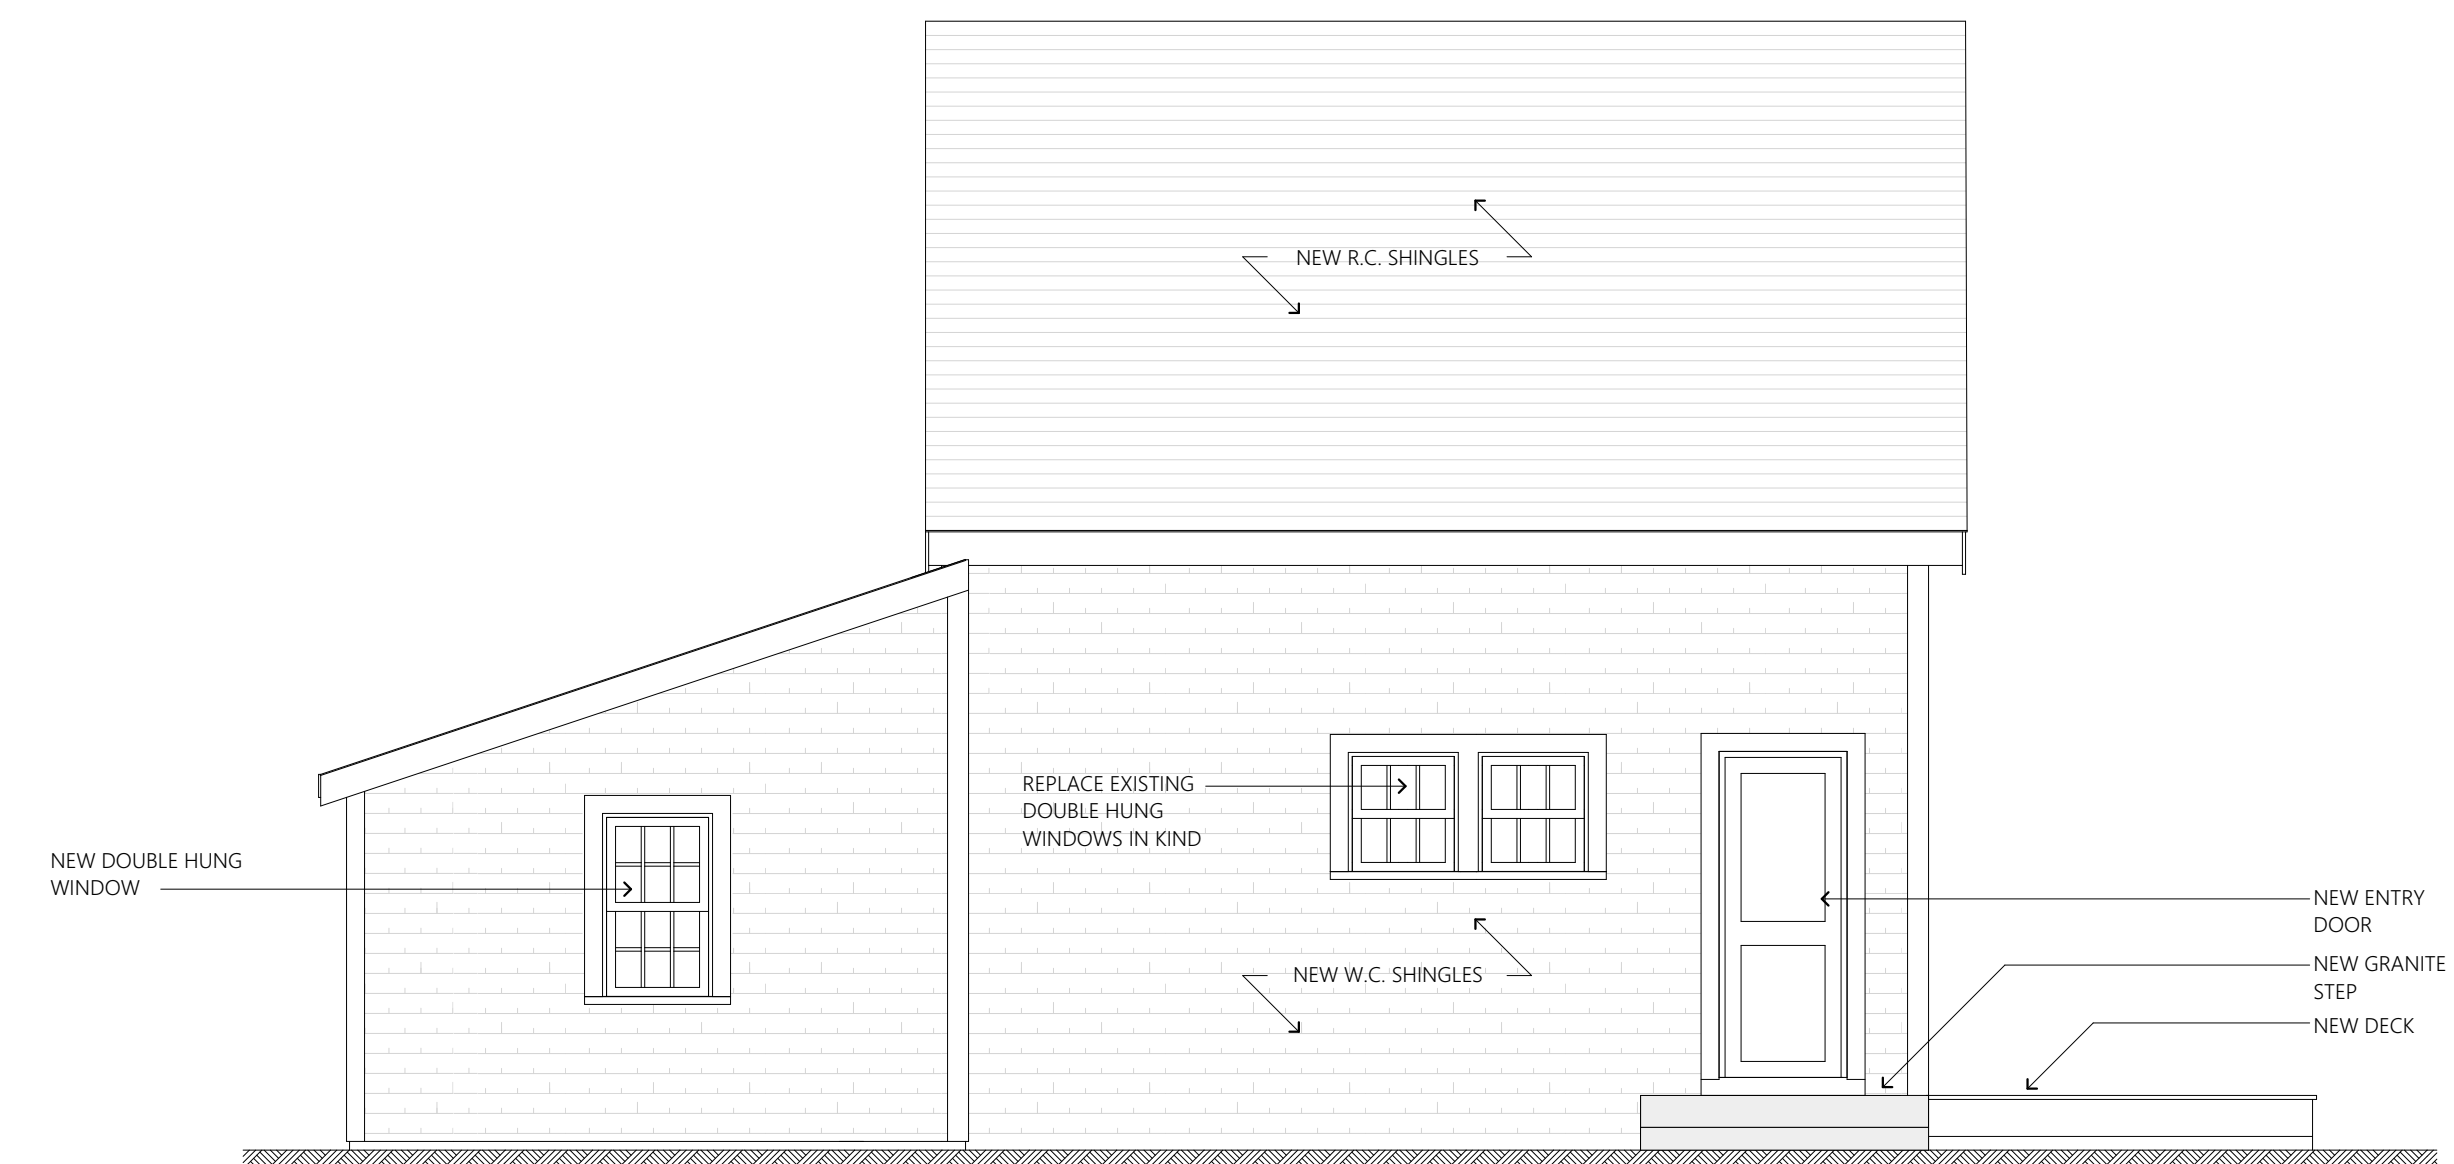 NEW R.C. SHINGLES
REPLACE EXISTING
DOUBLE HUNG
WINDOWS IN KIND
NEW DOUBLE HUNG
WINDOW
NEW ENTRY
DOOR
NEW W.C. SHINGLES
NEW GRANITE
STEP
NEW DECK